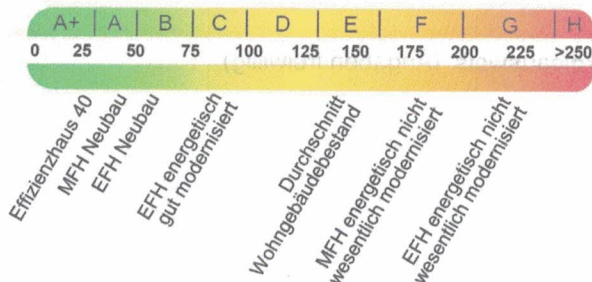 A+ A B C D E F G H
0 25 50 75 100 125 150 175 200 225 >250
Effizienzhaus 40
MFH Neubau
EFH Neubau
EFH energetisch
gut modernisiert
Durchschnitt
Wohngebäudebestand
MFH energetisch nicht
wesentlich modernisiert
EFH energetisch nicht
wesentlich modernisiert